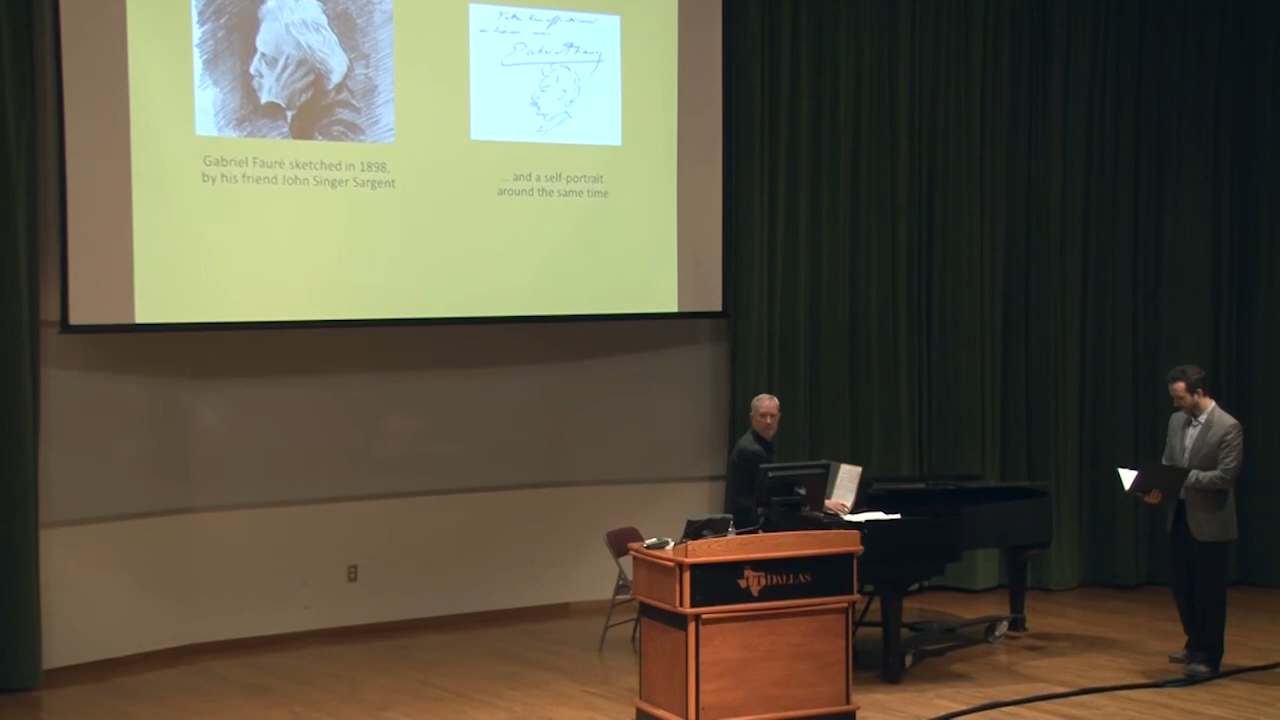 Gabriel Fauré sketched in 1898,
by his friend John Singer Sargent
... and a self-portrait
around the same time
UT DALLAS